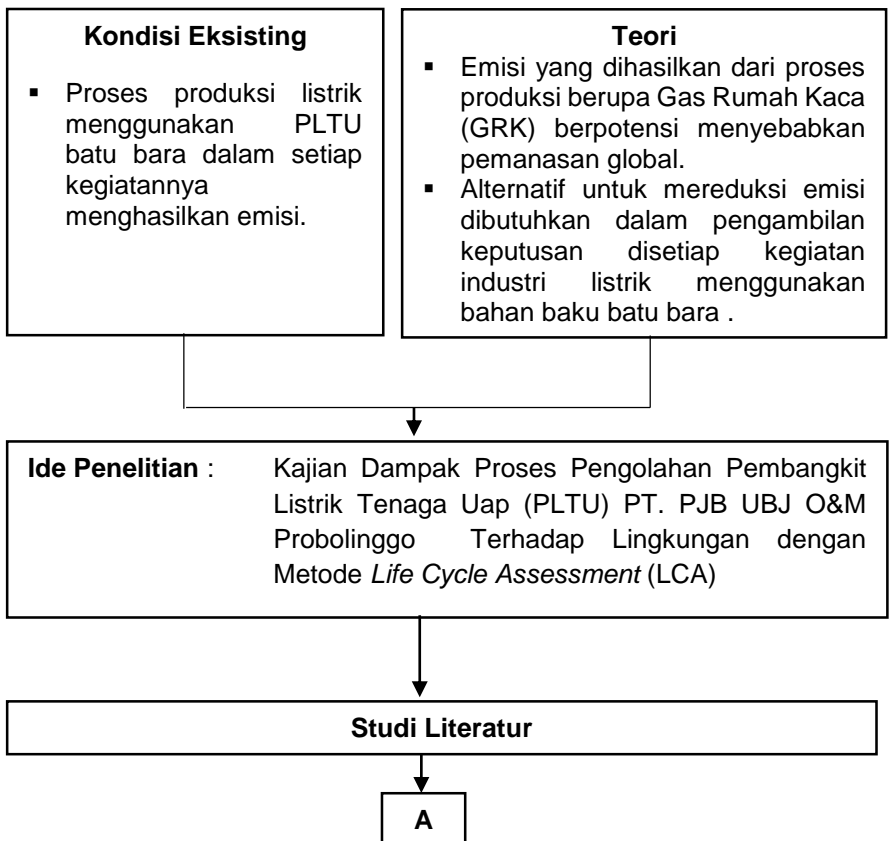 Kondisi Eksisting
▪ Proses produksi listrik
menggunakan PLTU
batu bara dalam setiap
kegiatannya
menghasilkan emisi.
Teori
▪ Emisi yang dihasilkan dari proses
produksi berupa Gas Rumah Kaca
(GRK) berpotensi menyebabkan
pemanasan global.
▪ Alternatif untuk mereduksi emisi
dibutuhkan dalam pengambilan
keputusan disetiap kegiatan
industri listrik menggunakan
bahan baku batu bara .
Ide Penelitian : Kajian Dampak Proses Pengolahan Pembangkit
Listrik Tenaga Uap (PLTU) PT. PJB UBJ O&M
Probolinggo Terhadap Lingkungan dengan
Metode Life Cycle Assessment (LCA)
Studi Literatur
A